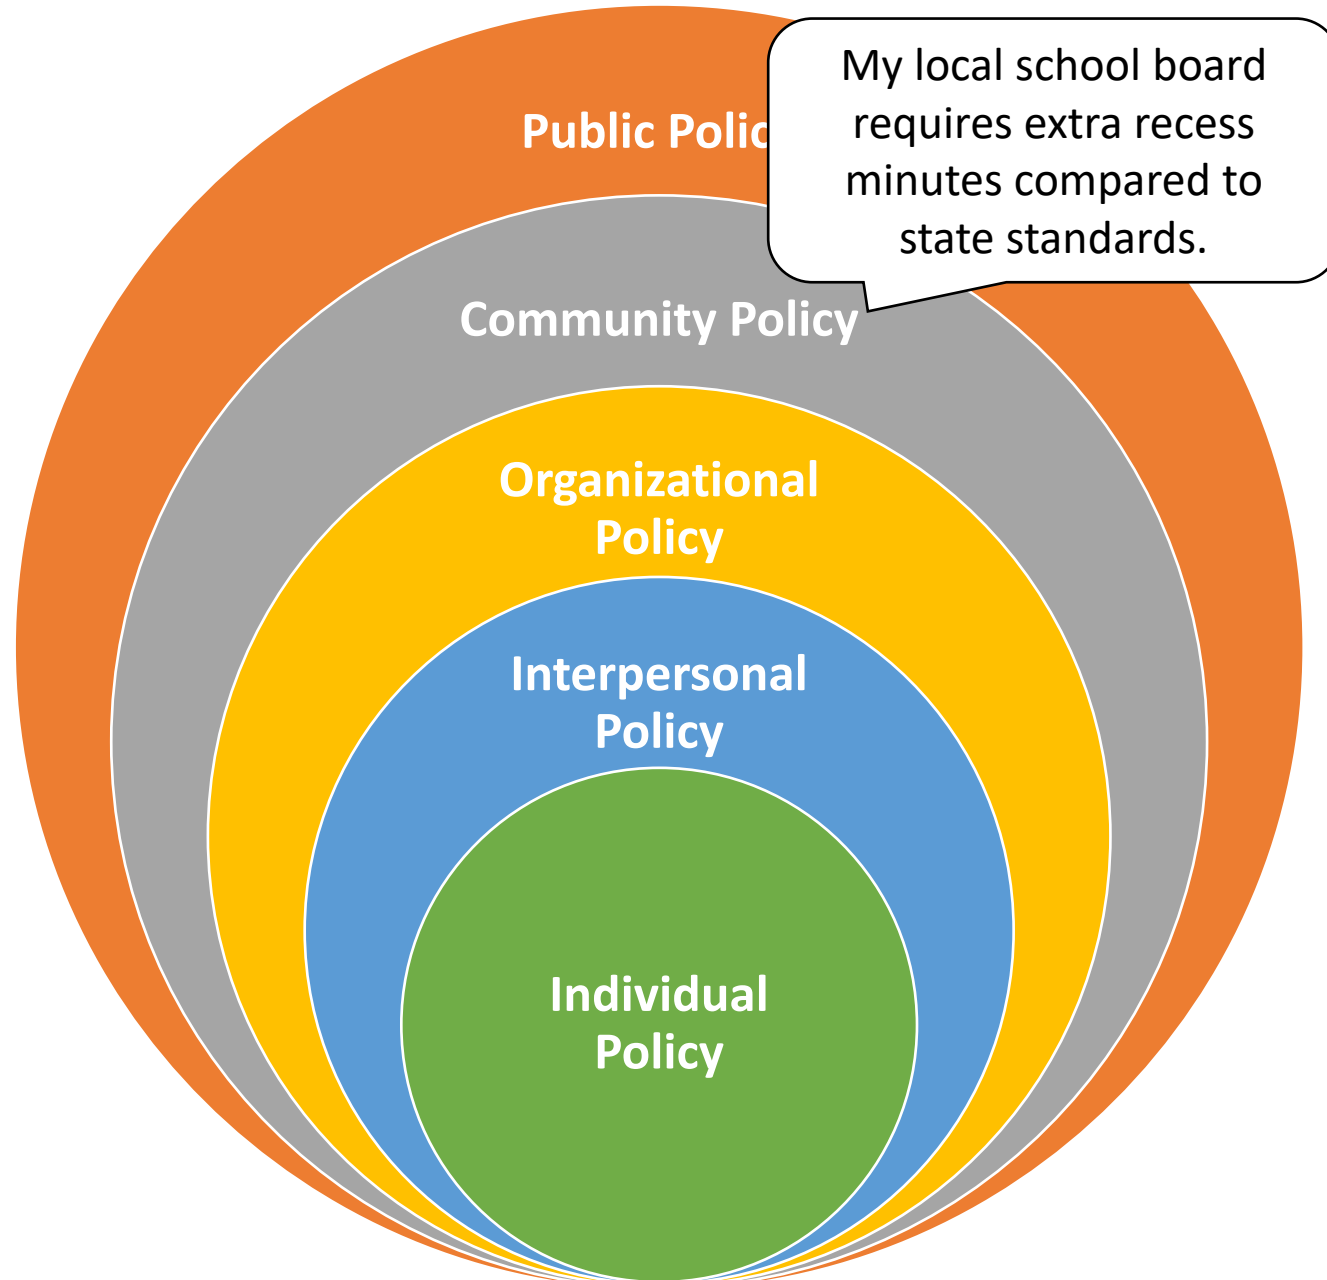 My local school board
requires extra recess
minutes compared to
state standards.
Public Polic
Community Policy
Organizational
Policy
Interpersonal
Policy
Individual
Policy